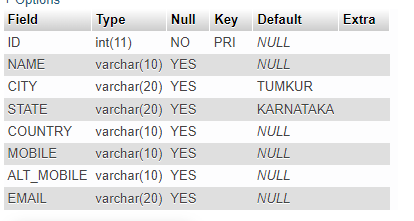 + Options
Field Type Null Key Default Extra
ID int(11) NO PRI NULL
NAME varchar(10) YES NULL
CITY varchar(20) YES TUMKUR
STATE varchar(20) YES KARNATAKA
COUNTRY varchar(10) YES NULL
MOBILE varchar(10) YES NULL
ALT_MOBILE varchar(10) YES NULL
EMAIL varchar(20) YES NULL